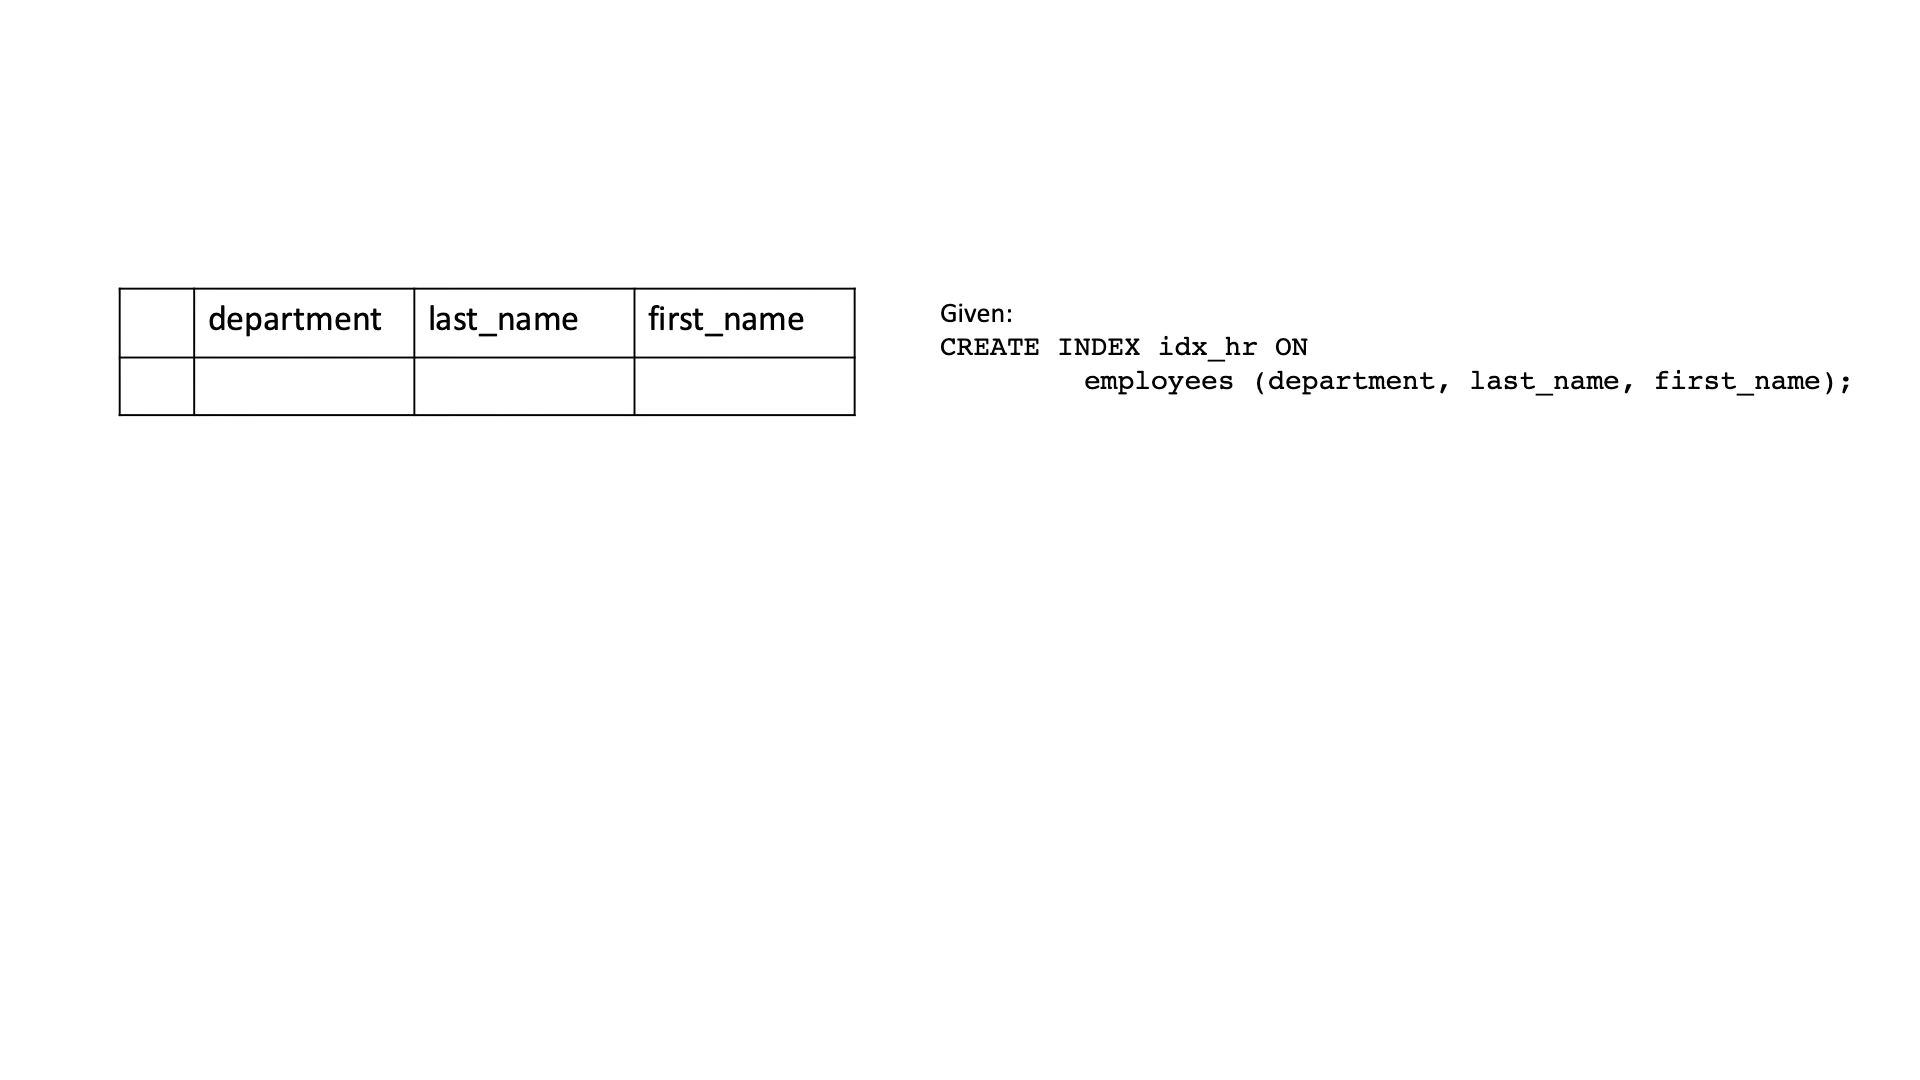 department last_name first_name
Given:
CREATE INDEX idx_hr ON
employees (department, last_name, first_name);